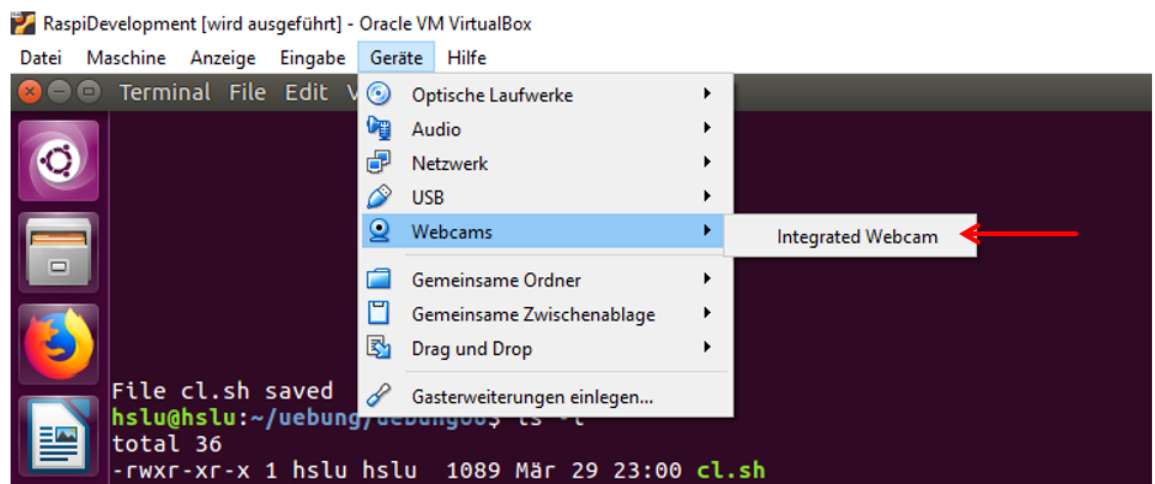 RaspiDevelopment [wird ausgeführt] - Oracle VM VirtualBox
Datei Maschine Anzeige Eingabe Geräte Hilfe
Terminal File Edit
Optische Laufwerke
Audio
Netzwerk
USB
Webcams
Integrated Webcam
Gemeinsame Ordner
Gemeinsame Zwischenablage
Drag und Drop
Gasterweiterungen einlegen...
File cl.sh saved
hslu@hslu:~/uebung/uebung
total 36
-rwxr-xr-x 1 hslu hslu 1089 Mär 29 23:00 cl.sh